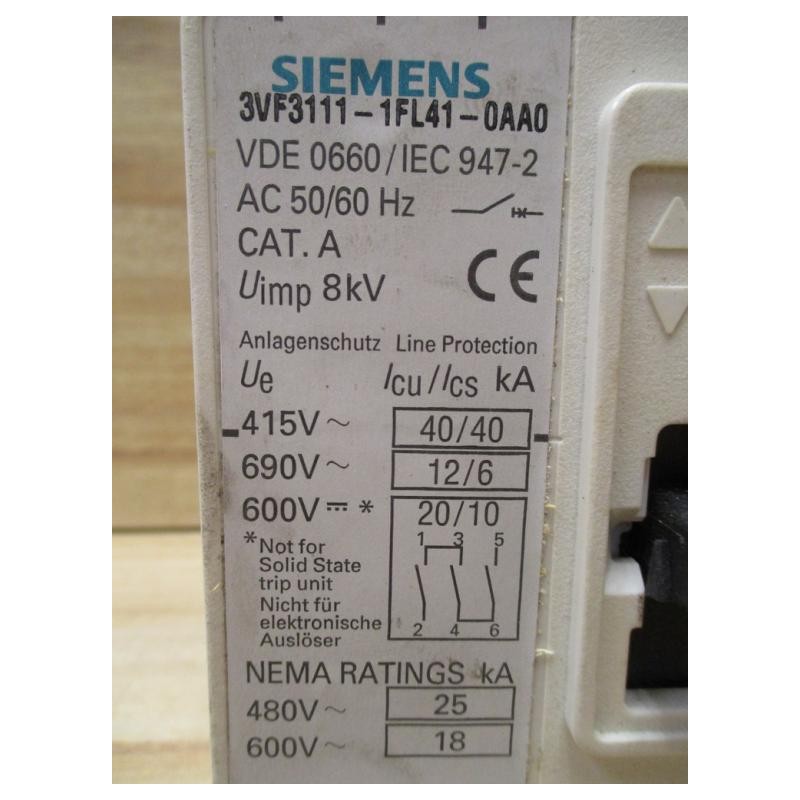 SIEMENS
3VF3111-1FL41-0AA0
VDE 0660/IEC 947-2
AC 50/60 Hz
CAT. A
Uimp 8kV
CE
Anlagenschutz Line Protection
Ue Icu/Ics kA
415V~ 40/40
690V~ 12/6
600V⎓* 20/10
1 3 5
2 4 6
*Not for
Solid State
trip unit
Nicht für
elektronische
Auslöser
NEMA RATINGS kA
480V~ 25
600V~ 18